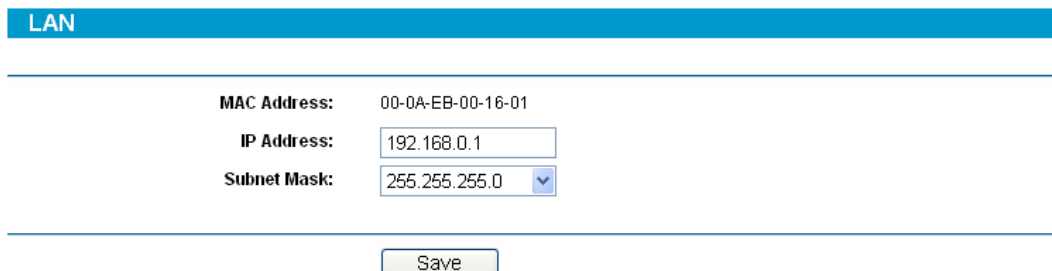 LAN
MAC Address: 00-0A-EB-00-16-01
IP Address: 192.168.0.1
Subnet Mask: 255.255.255.0
Save